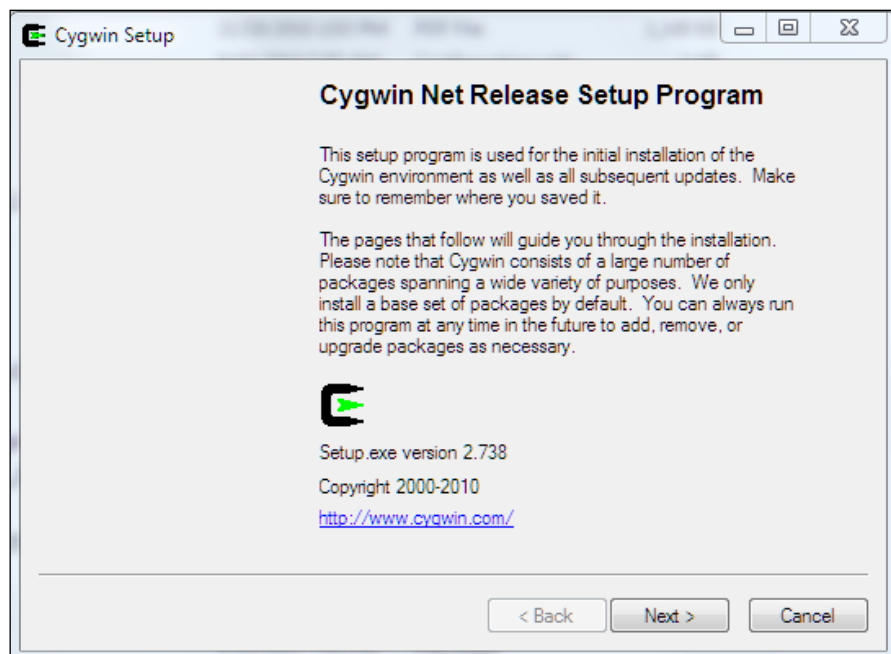 Cygwin Setup
Cygwin Net Release Setup Program
This setup program is used for the initial installation of the
Cygwin environment as well as all subsequent updates.  Make
sure to remember where you saved it.
The pages that follow will guide you through the installation.
Please note that Cygwin consists of a large number of
packages spanning a wide variety of purposes.  We only
install a base set of packages by default.  You can always run
this program at any time in the future to add, remove, or
upgrade packages as necessary.
Setup.exe version 2.738
Copyright 2000-2010
http://www.cygwin.com/
< Back
Next >
Cancel